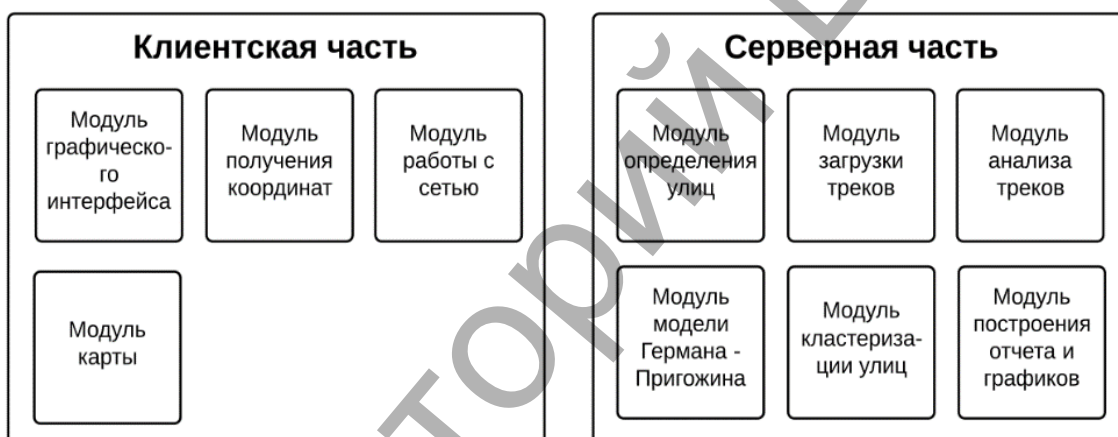 Клиентская часть
Модуль
графическо-
го
интерфейса
Модуль
получения
координат
Модуль
работы с
сетью
Модуль
карты
Серверная часть
Модуль
определения
улиц
Модуль
загрузки
треков
Модуль
анализа
треков
Модуль
модели
Германа -
Пригожина
Модуль
кластериза-
ции улиц
Модуль
построения
отчета и
графиков